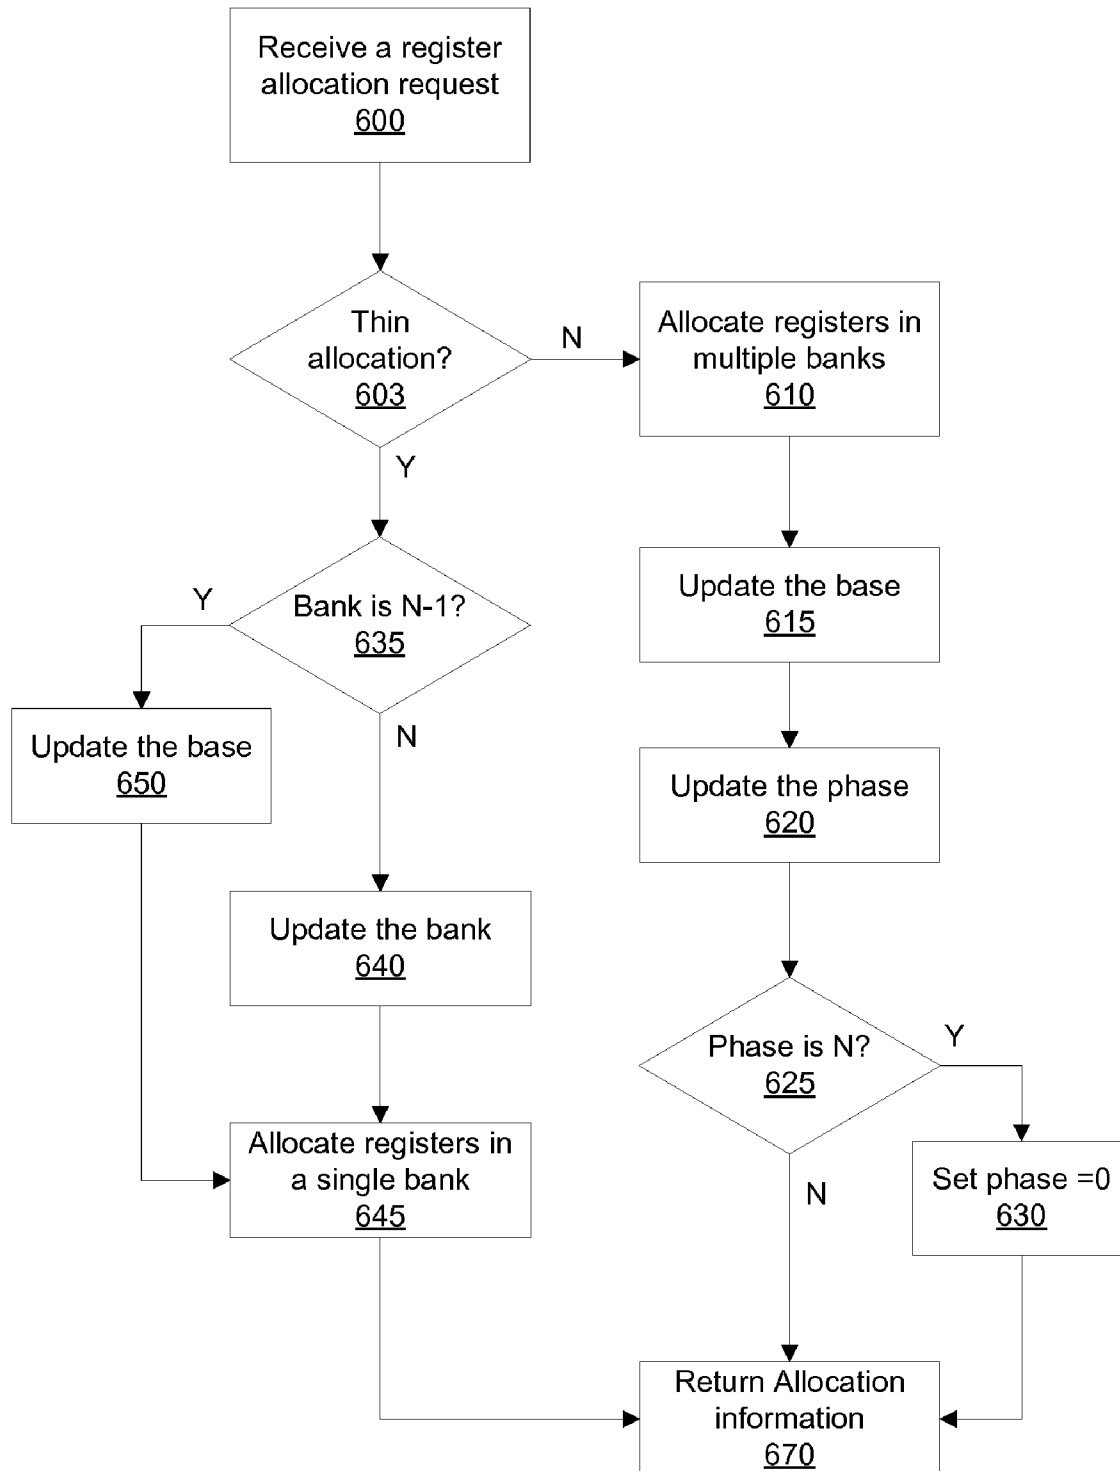 Receive a register
allocation request
600
Thin
allocation?
603
N
Allocate registers in
multiple banks
610
Y
Bank is N-1?
635
Y
N
Update the base
615
Update the base
650
Update the phase
620
Update the bank
640
Phase is N?
625
Y
N
Allocate registers in
a single bank
645
Set phase =0
630
Return Allocation
information
670